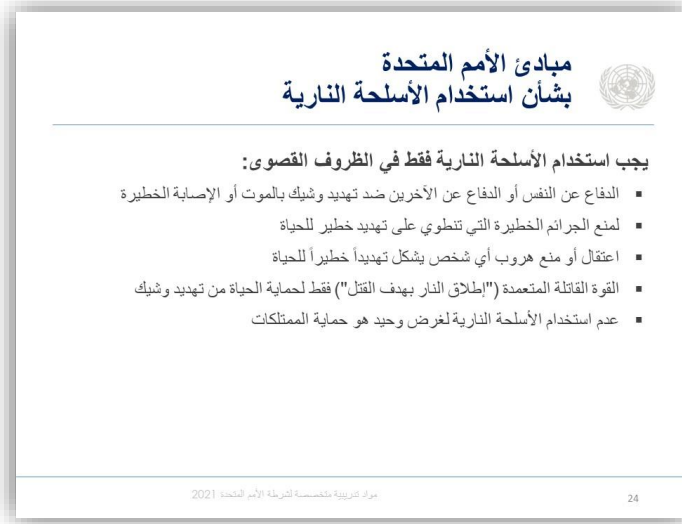 مبادئ الأمم المتحدة
بشأن استخدام الأسلحة النارية
يجب استخدام الأسلحة النارية فقط في الظروف القصوى:
▪ الدفاع عن النفس أو الدفاع عن الآخرين ضد تهديد وشيك بالموت أو الإصابة الخطيرة
▪ لمنع الجرائم الخطيرة التي تنطوي على تهديد خطير للحياة
▪ اعتقال أو منع هروب أي شخص يشكل تهديداً خطيراً للحياة
▪ القوة القاتلة المتعمدة ("إطلاق النار بهدف القتل") فقط لحماية الحياة من تهديد وشيك
▪ عدم استخدام الأسلحة النارية لغرض وحيد هو حماية الممتلكات
مواد تدريبية متخصصة لشرطة الأمم المتحدة 2021
24